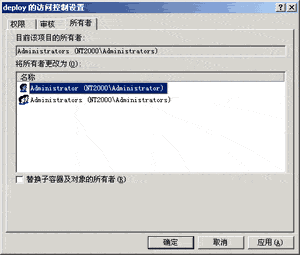 deploy 的访问控制设置
权限 审核 所有者
目前该项目的所有者:
Administrators (NT2000\Administrators)
将所有者更改为(O):
名称
Administrator (NT2000\Administrator)
Administrators (NT2000\Administrators)
替换子容器及对象的所有者(R)
确定 取消 应用(A)